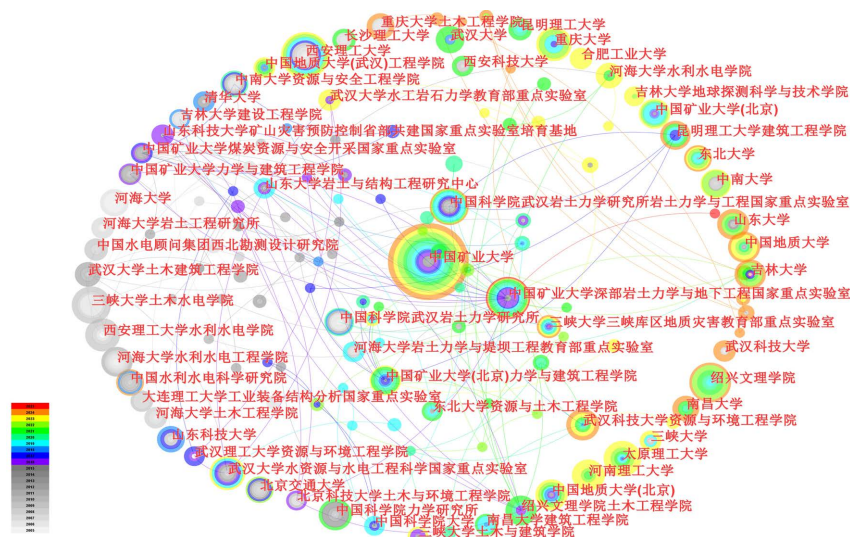 重庆大学土木工程学院
昆明理工大学
长沙理工大学
武汉大学
重庆大学
西安理工大学
合肥工业大学
中国地质大学(武汉)工程学院
西安科技大学
河海大学水利水电学院
中南大学资源与安全工程学院
吉林大学地球探测科学与技术学院
清华大学
武汉大学水工岩石力学教育部重点实验室
中国矿业大学(北京)
吉林大学建设工程学院
山东科技大学矿山灾害预防控制省部共建国家重点实验室培育基地
昆明理工大学建筑工程学院
中国矿业大学煤炭资源与安全开采国家重点实验室
东北大学
中国矿业大学力学与建筑工程学院
山东大学岩土与结构工程研究中心
中南大学
河海大学
中国科学院武汉岩土力学研究所岩土力学与工程国家重点实验室
河海大学岩土工程研究所
山东大学
中国水电顾问集团西北勘测设计研究院
中国地质大学
中国矿业大学
武汉大学土木建筑工程学院
吉林大学
三峡大学土木水电学院
中国矿业大学深部岩土力学与地下工程国家重点实验室
中国科学院武汉岩土力学研究所
三峡大学三峡库区地质灾害教育部重点实验室
西安理工大学水利水电学院
河海大学岩土力学与堤坝工程教育部重点实验室
武汉科技大学
河海大学水利水电工程学院
中国水利水电科学研究院
中国矿业大学(北京)力学与建筑工程学院
绍兴文理学院
大连理工大学工业装备结构分析国家重点实验室
东北大学资源与土木工程学院
南昌大学
河海大学土木工程学院
武汉科技大学资源与环境工程学院
山东科技大学
三峡大学
武汉理工大学资源与环境工程学院
太原理工大学
武汉大学水资源与水电工程科学国家重点实验室
河南理工大学
北京交通大学
中国地质大学(北京)
北京科技大学土木与环境工程学院
绍兴文理学院土木工程学院
中国科学院力学研究所
中国科学院大学
南昌大学建筑工程学院
三峡大学土木与建筑学院